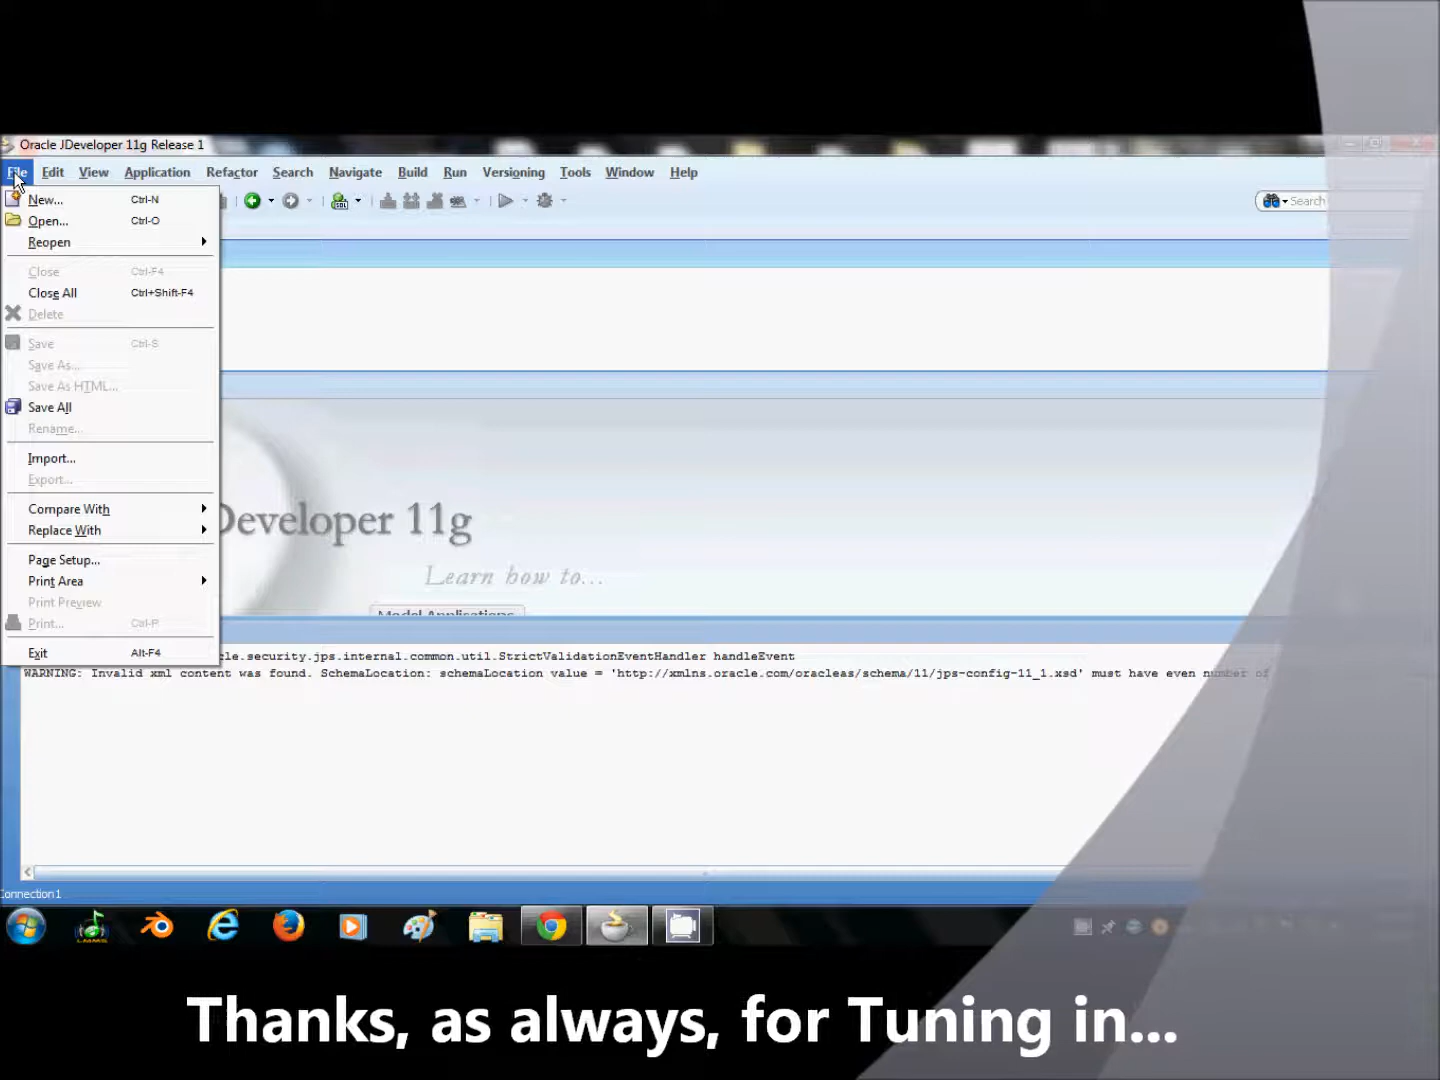 Oracle JDeveloper 11g Release 1
File Edit View Application Refactor Search Navigate Build Run Versioning Tools Window Help
New... Ctrl-N
Open... Ctrl-O
Search
Reopen
Close Ctrl-F4
Close All Ctrl+Shift-F4
Delete
Save Ctrl-S
Save As...
Save As HTML...
Save All
Rename...
Import...
Export...
Compare With
Replace With
Page Setup...
Print Area
Print Preview
Print... Ctrl-P
Exit Alt-F4
Developer 11g
Learn how to...
Model Applications
cle.security.jps.internal.common.util.StrictValidationEventHandler handleEvent
WARNING: Invalid xml content was found. SchemaLocation: schemaLocation value = 'http://xmlns.oracle.com/oracleas/schema/11/jps-config-11_1.xsd' must have even number of
Connection1
LMMS
Thanks, as always, for Tuning in...